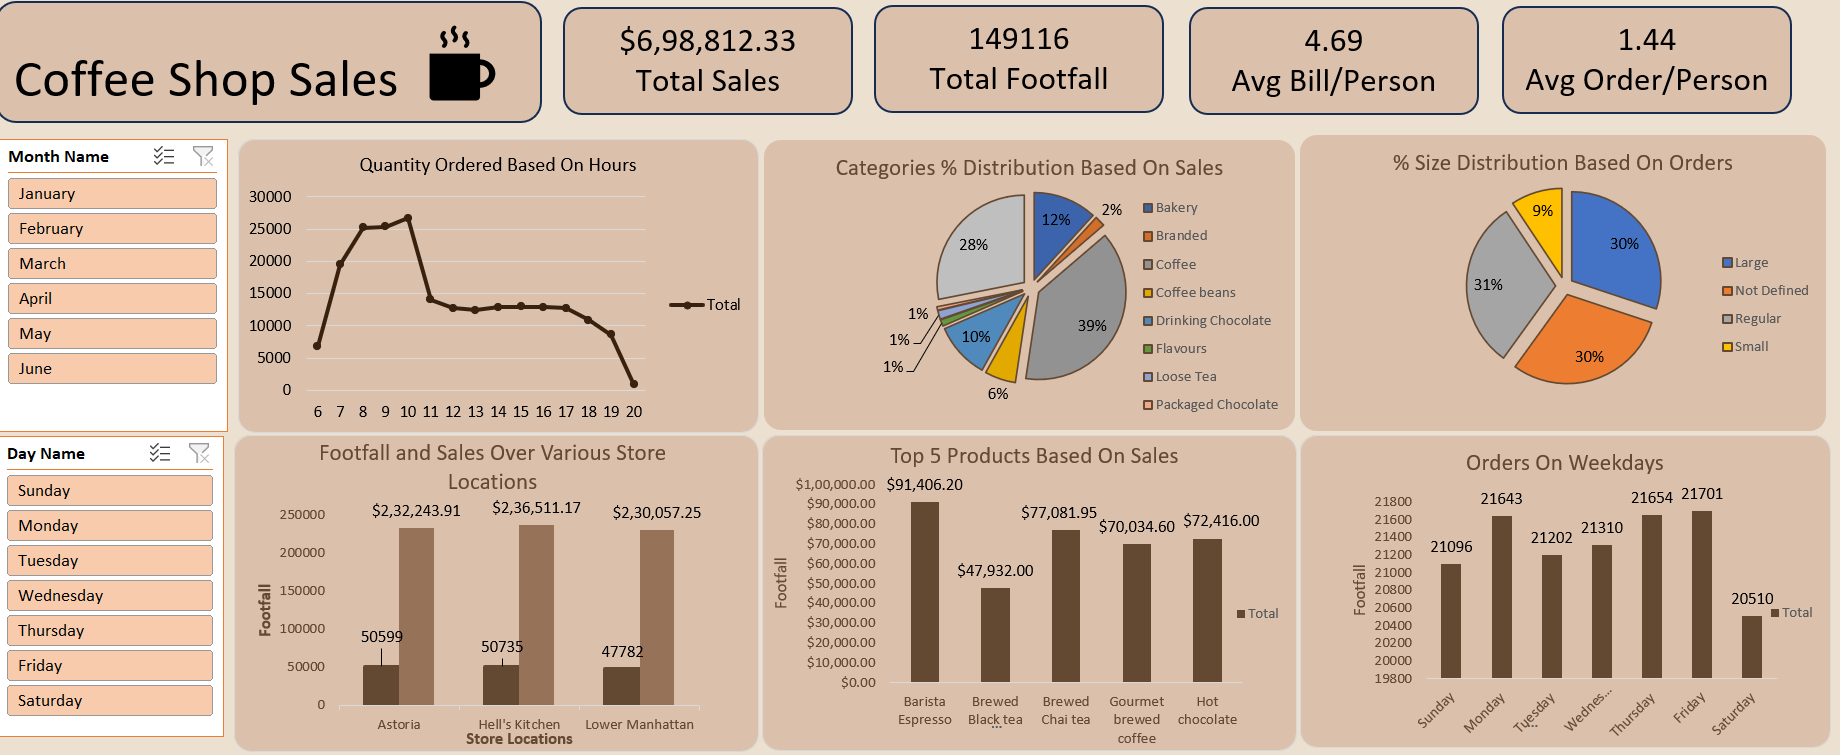 Coffee Shop Sales
$6,98,812.33
Total Sales
149116
Total Footfall
4.69
Avg Bill/Person
1.44
Avg Order/Person
Month Name
January
February
March
April
May
June
Quantity Ordered Based On Hours
30000
25000
20000
15000
10000
5000
0
6 7 8 9 10 11 12 13 14 15 16 17 18 19 20
Total
Categories % Distribution Based On Sales
12%
2%
28%
39%
10%
6%
1%
1%
1%
Bakery
Branded
Coffee
Coffee beans
Drinking Chocolate
Flavours
Loose Tea
Packaged Chocolate
% Size Distribution Based On Orders
9%
30%
31%
30%
Large
Not Defined
Regular
Small
Day Name
Sunday
Monday
Tuesday
Wednesday
Thursday
Friday
Saturday
Footfall and Sales Over Various Store
Locations
250000
200000
150000
100000
50000
0
Footfall
$2,32,243.91
$2,36,511.17
$2,30,057.25
50599
50735
47782
Astoria
Hell's Kitchen
Lower Manhattan
Store Locations
Top 5 Products Based On Sales
$1,00,000.00
$90,000.00
$80,000.00
$70,000.00
$60,000.00
$50,000.00
$40,000.00
$30,000.00
$20,000.00
$10,000.00
$0.00
Footfall
$91,406.20
$47,932.00
$77,081.95
$70,034.60
$72,416.00
Barista
Espresso
Brewed
Black tea
...
Brewed
Chai tea
Gourmet
brewed
coffee
Hot
chocolate
Total
Orders On Weekdays
21800
21600
21400
21200
21000
20800
20600
20400
20200
20000
19800
Footfall
21096
21643
21202
21310
21654
21701
20510
Sunday
Monday
Tuesday
Wednes...
Thursday
Friday
Saturday
Total